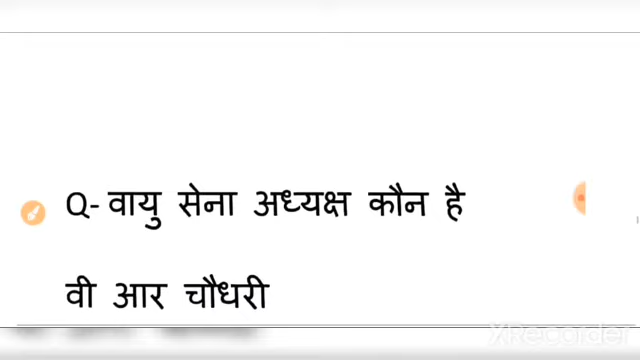 Q- वायु सेना अध्यक्ष कौन है
वी आर चौधरी
XRecorder